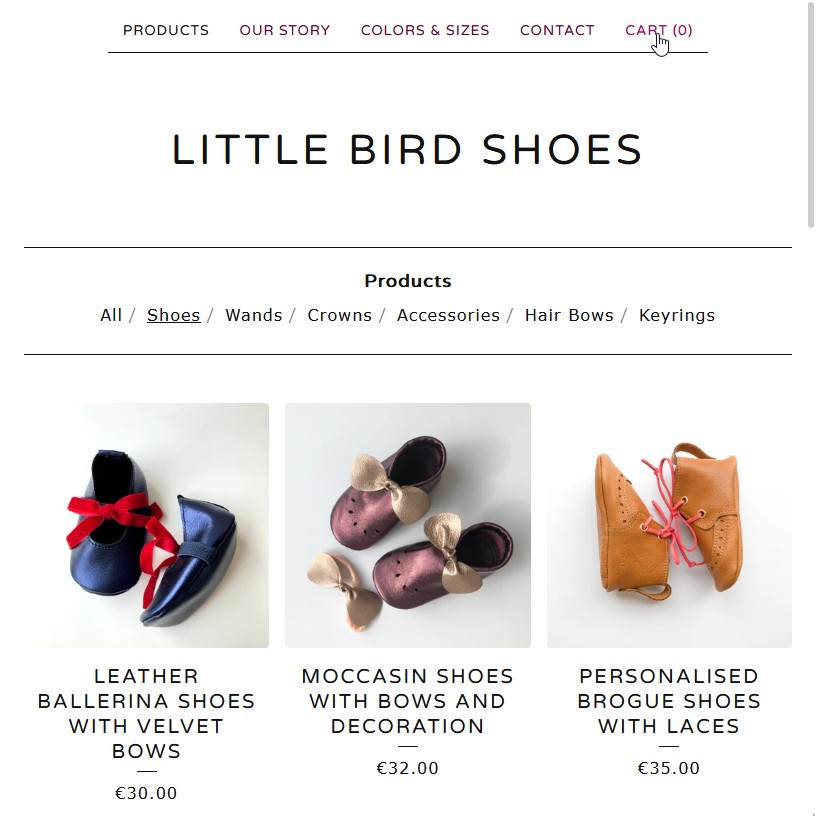 PRODUCTS OUR STORY COLORS & SIZES CONTACT CART (0)
LITTLE BIRD SHOES
Products
All / Shoes / Wands / Crowns / Accessories / Hair Bows / Keyrings
LEATHER
BALLERINA SHOES
WITH VELVET
BOWS
€30.00
MOCCASIN SHOES
WITH BOWS AND
DECORATION
€32.00
PERSONALISED
BROGUE SHOES
WITH LACES
€35.00